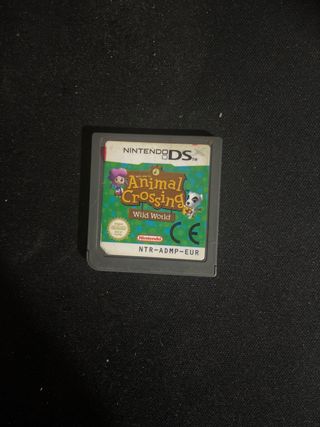 NINTENDO DS
Animal
Crossing
Wild World
Nintendo
CE
NTR-ADMP-EUR